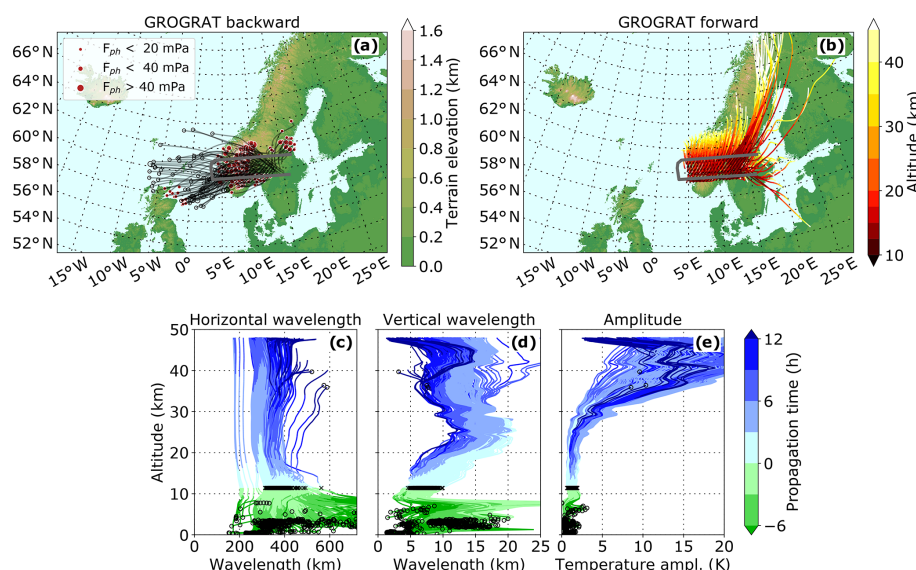 GROGRAT backward
GROGRAT forward
(a)
F_ph < 20 mPa
F_ph < 40 mPa
F_ph > 40 mPa
66°N
64°N
62°N
60°N
58°N
56°N
54°N
52°N
15°W
10°W
5°W
0°
5°E
10°E
15°E
20°E
25°E
1.6
1.4
1.2
1.0
0.8
0.6
0.4
0.2
0.0
Terrain elevation (km)
(b)
66°N
64°N
62°N
60°N
58°N
56°N
54°N
52°N
15°W
10°W
5°W
0°
5°E
10°E
15°E
20°E
25°E
40
30
20
10
Altitude (km)
Horizontal wavelength
Vertical wavelength
Amplitude
(c)
(d)
(e)
50
40
30
20
10
0
Altitude (km)
0
200
400
600
Wavelength (km)
0
5
10
15
20
25
Wavelength (km)
0
5
10
15
20
Temperature ampl. (K)
12
6
0
−6
Propagation time (h)